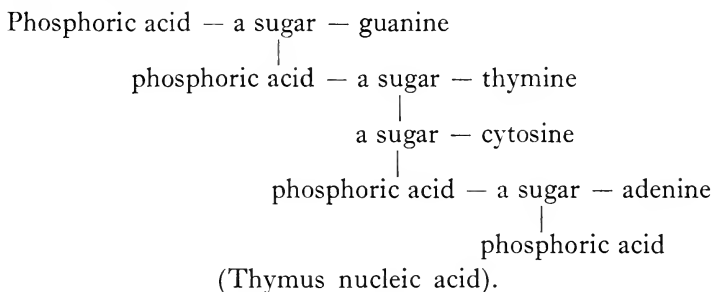 Phosphoric acid — a sugar — guanine
phosphoric acid — a sugar — thymine
a sugar — cytosine
phosphoric acid — a sugar — adenine
phosphoric acid
(Thymus nucleic acid).